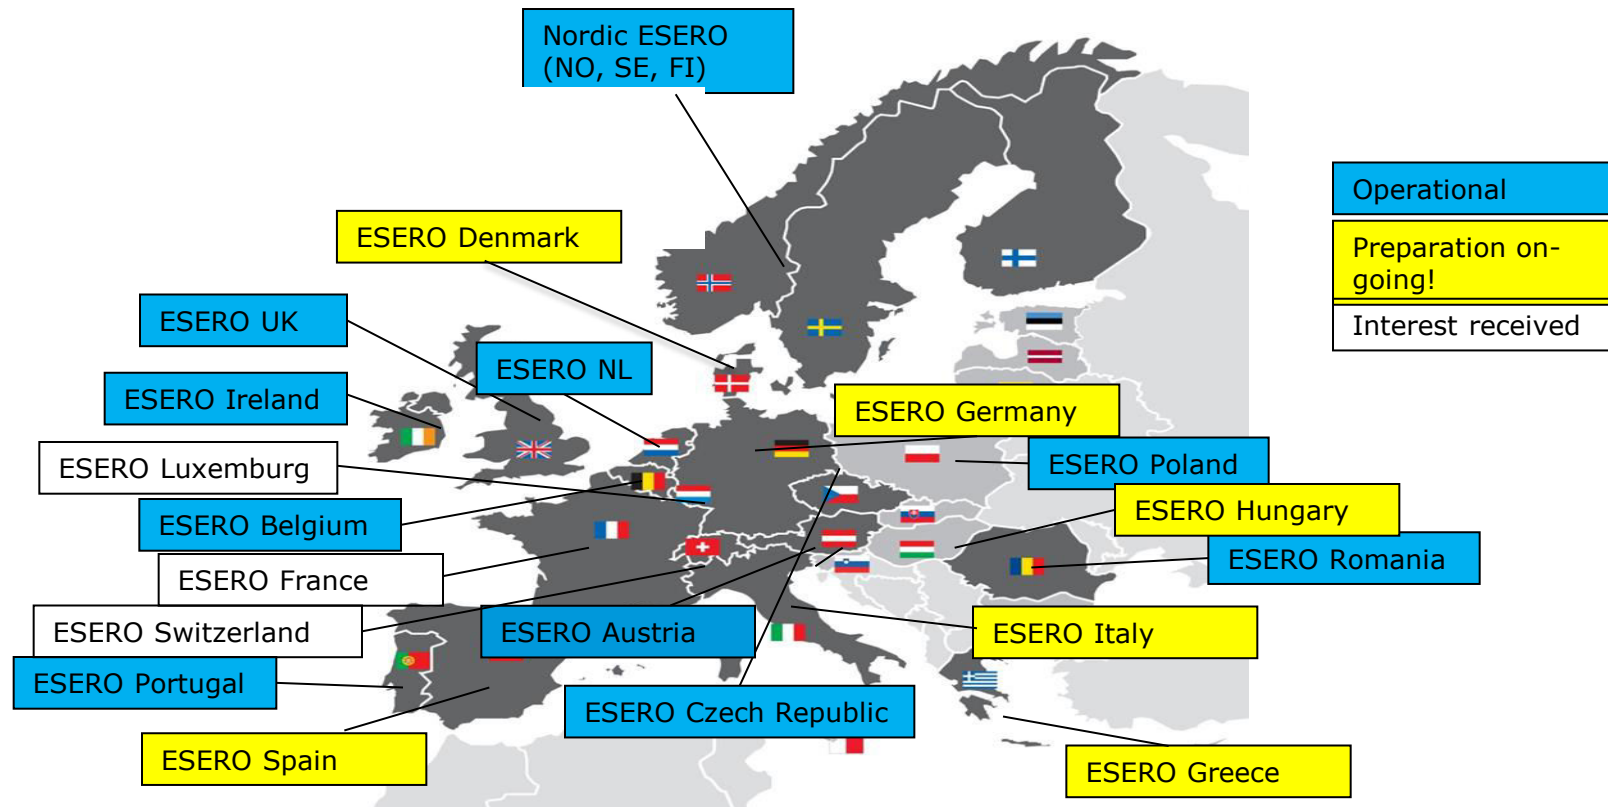 Nordic ESERO
(NO, SE, FI)
Operational
ESERO Denmark
Preparation on-
going!
ESERO UK
Interest received
ESERO NL
ESERO Ireland
ESERO Germany
ESERO Luxemburg
ESERO Poland
ESERO Belgium
ESERO Hungary
ESERO France
ESERO Romania
ESERO Switzerland
ESERO Austria
ESERO Italy
ESERO Portugal
ESERO Czech Republic
ESERO Spain
ESERO Greece